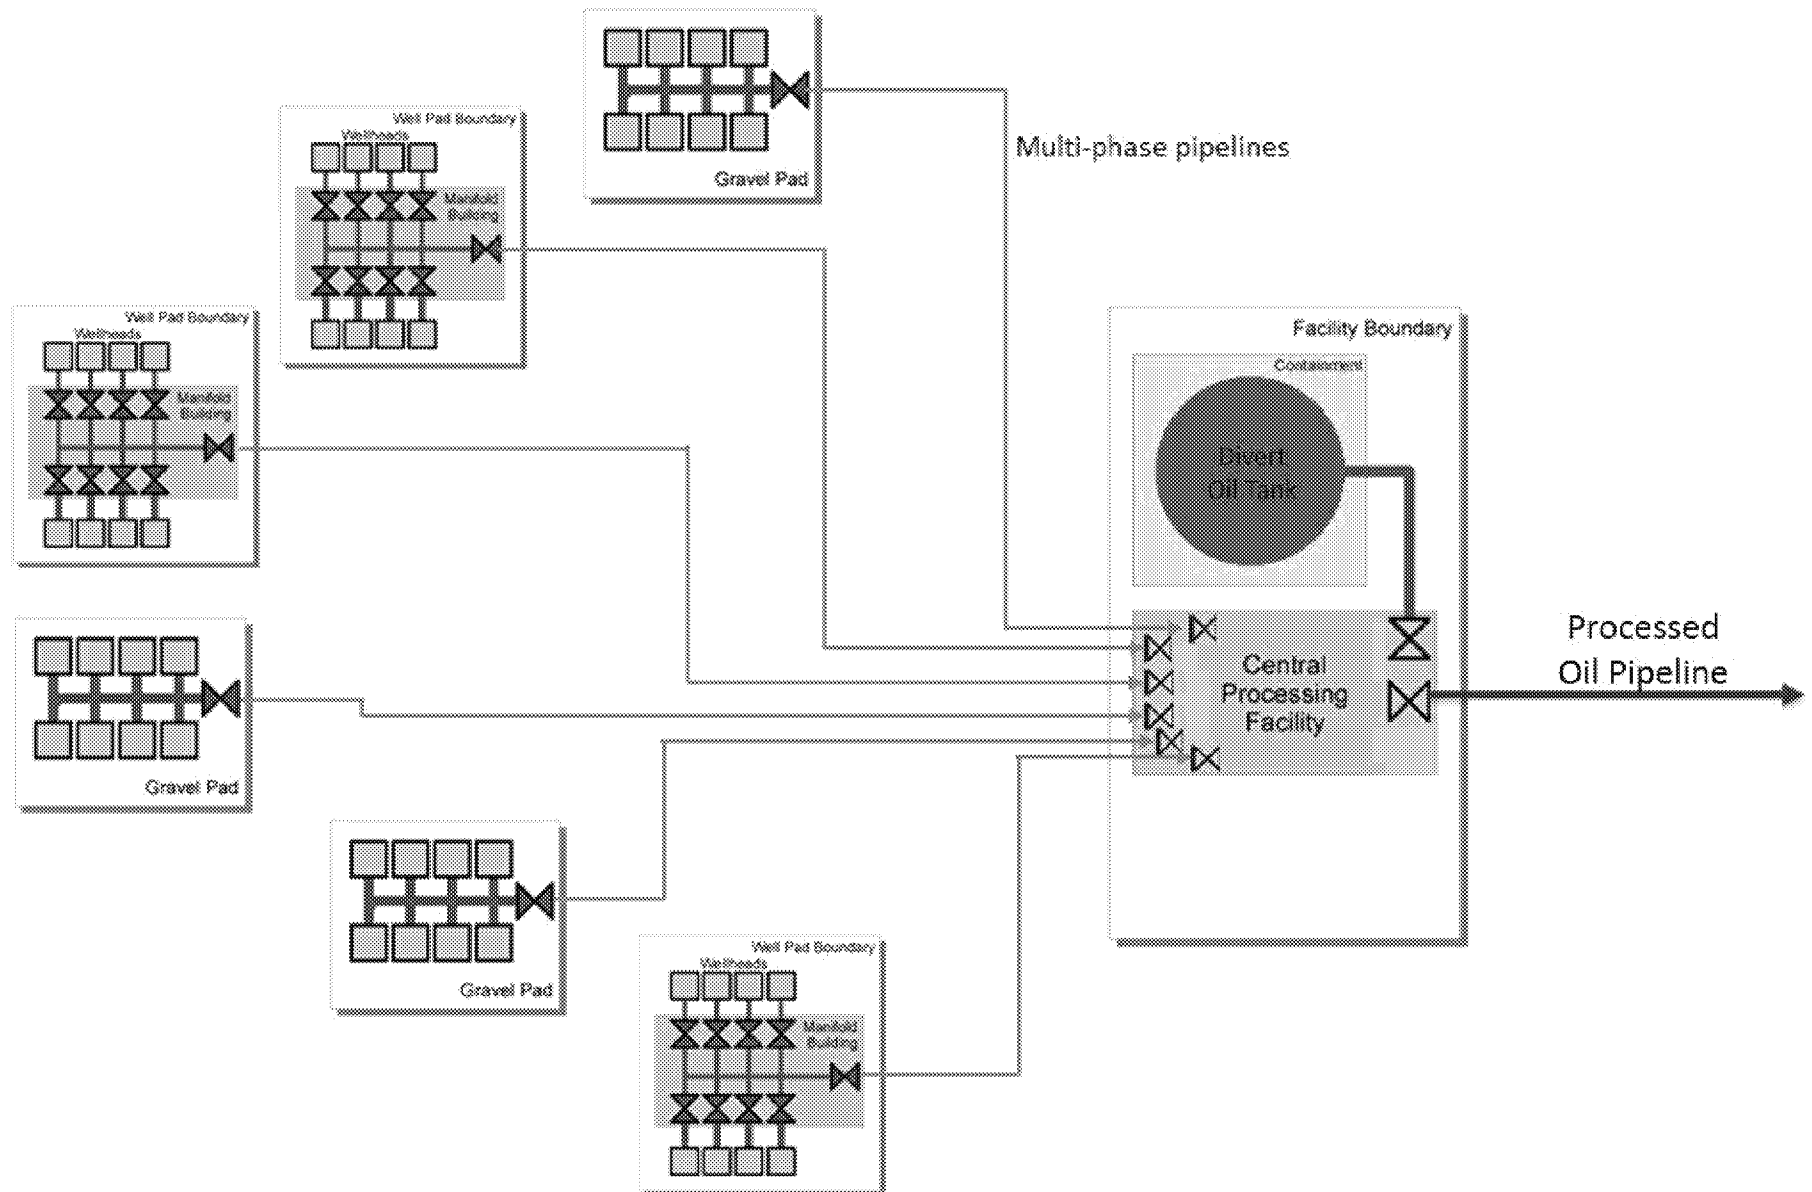 Well Pad Boundary
Wellheads
Manifold
Building
Gravel Pad
Multi-phase pipelines
Well Pad Boundary
Wellheads
Manifold
Building
Facility Boundary
Containment
Divert
Oil Tank
Central
Processing
Facility
Processed
Oil Pipeline
Gravel Pad
Gravel Pad
Well Pad Boundary
Wellheads
Manifold
Building